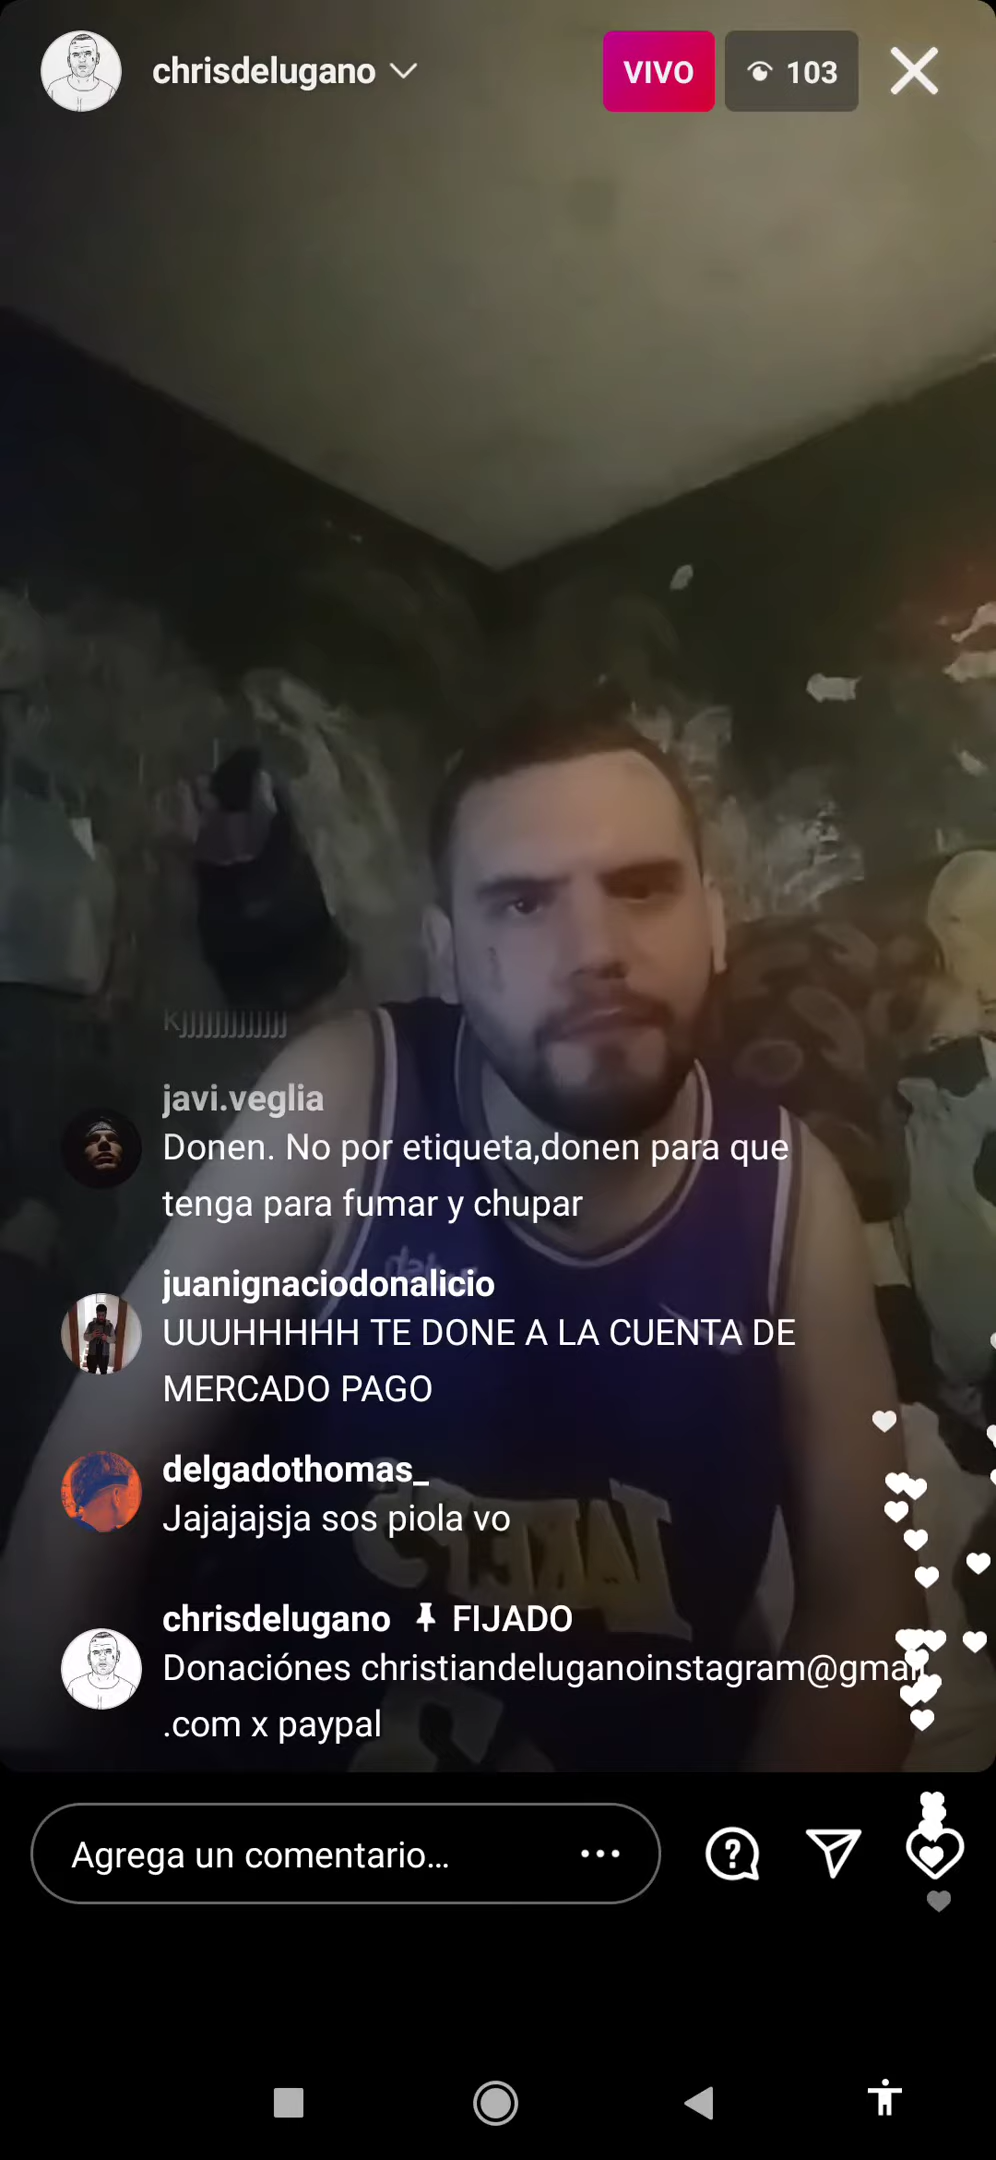 chrisdelugano
VIVO
103
Kjjjjjjjjjjjjj
javi.veglia
Donen. No por etiqueta,donen para que
tenga para fumar y chupar
juanignaciodonalicio
UUUHHHHH TE DONE A LA CUENTA DE
MERCADO PAGO
delgadothomas_
Jajajajsja sos piola vo
chrisdelugano FIJADO
Donaciónes christiandeluganoinstagram@gmail
.com x paypal
Agrega un comentario...